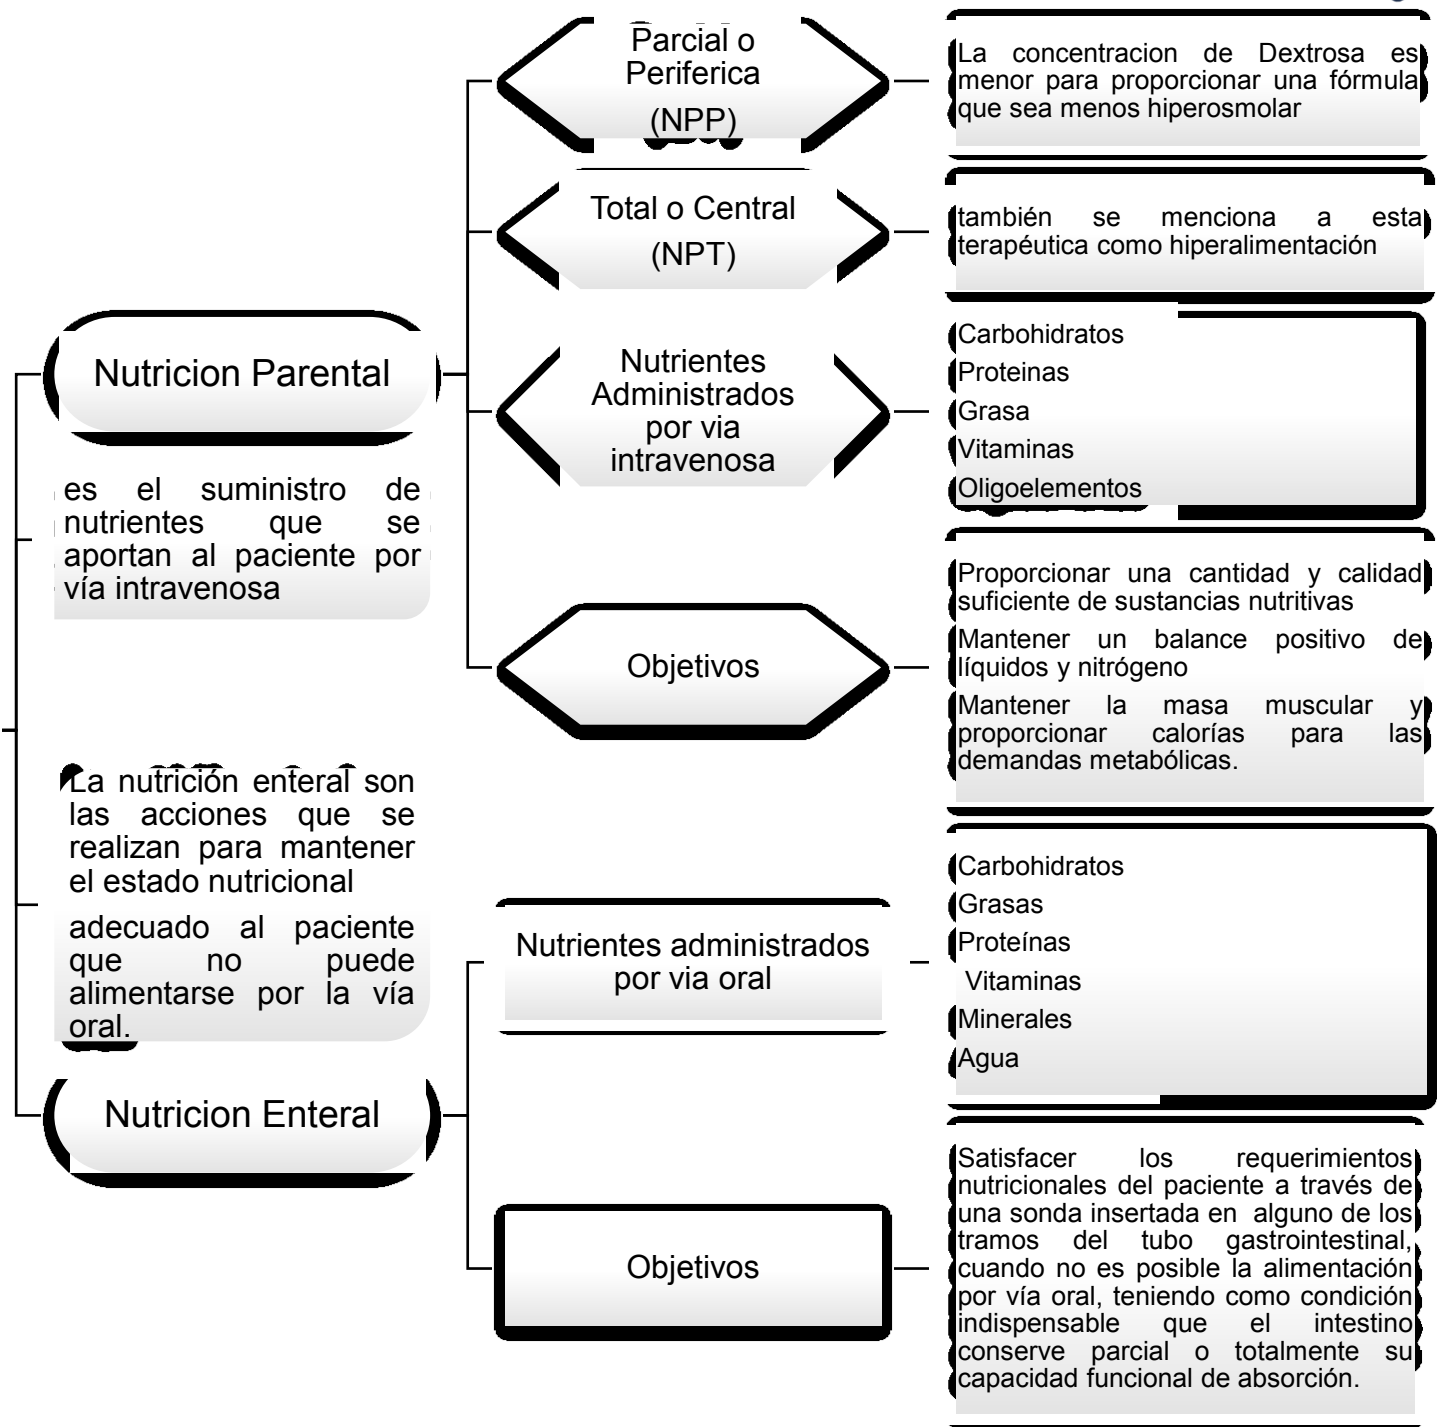 Parcial o
Periferica
(NPP)
La concentracion de Dextrosa es
menor para proporcionar una fórmula
que sea menos hiperosmolar
Total o Central
(NPT)
también se menciona a esta
terapéutica como hiperalimentación
Nutricion Parental
Nutrientes
Administrados
por via
intravenosa
Carbohidratos
Proteinas
Grasa
Vitaminas
Oligoelementos
es el suministro de
nutrientes que se
aportan al paciente por
vía intravenosa
Objetivos
Proporcionar una cantidad y calidad
suficiente de sustancias nutritivas
Mantener un balance positivo de
líquidos y nitrógeno
Mantener la masa muscular y
proporcionar calorías para las
demandas metabólicas.
La nutrición enteral son
las acciones que se
realizan para mantener
el estado nutricional
adecuado al paciente
que no puede
alimentarse por la vía
oral.
Nutricion Enteral
Nutrientes administrados
por via oral
Carbohidratos
Grasas
Proteínas
Vitaminas
Minerales
Agua
Objetivos
Satisfacer los requerimientos
nutricionales del paciente a través de
una sonda insertada en alguno de los
tramos del tubo gastrointestinal,
cuando no es posible la alimentación
por vía oral, teniendo como condición
indispensable que el intestino
conserve parcial o totalmente su
capacidad funcional de absorción.